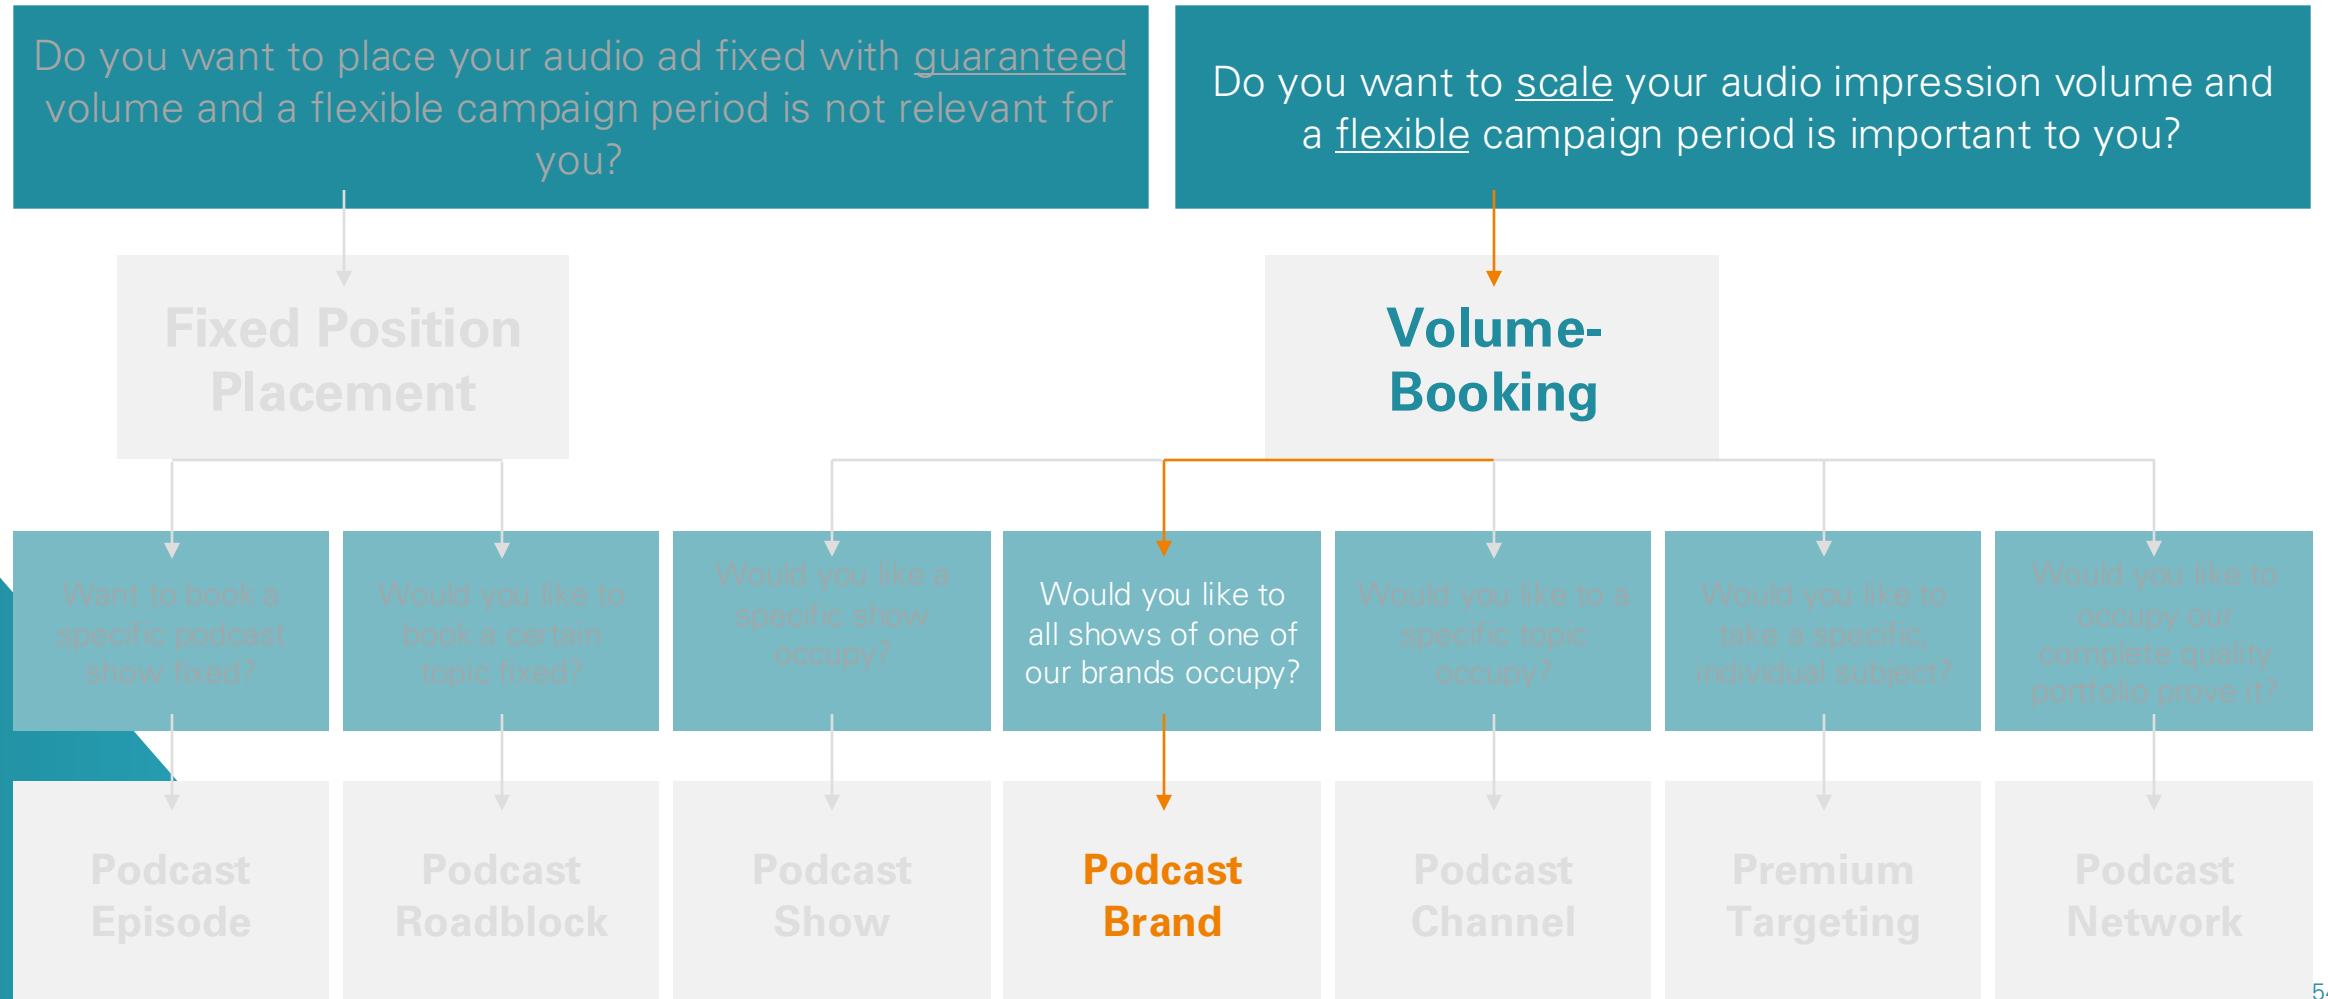 Do you want to place your audio ad fixed with guaranteed
volume and a flexible campaign period is not relevant for
you?
Do you want to scale your audio impression volume and
a flexible campaign period is important to you?
Fixed Position
Placement
Volume-
Booking
Want to book a
specific podcast
show fixed?
Would you like to
book a certain
topic fixed?
Would you like a
specific show
occupy?
Would you like to
all shows of one of
our brands occupy?
Would you like to a
specific topic
occupy?
Would you like to
take a specific,
individual subject?
Would you like to
occupy our
complete quality
portfolio prove it?
Podcast
Episode
Podcast
Roadblock
Podcast
Show
Podcast
Brand
Podcast
Channel
Premium
Targeting
Podcast
Network
54